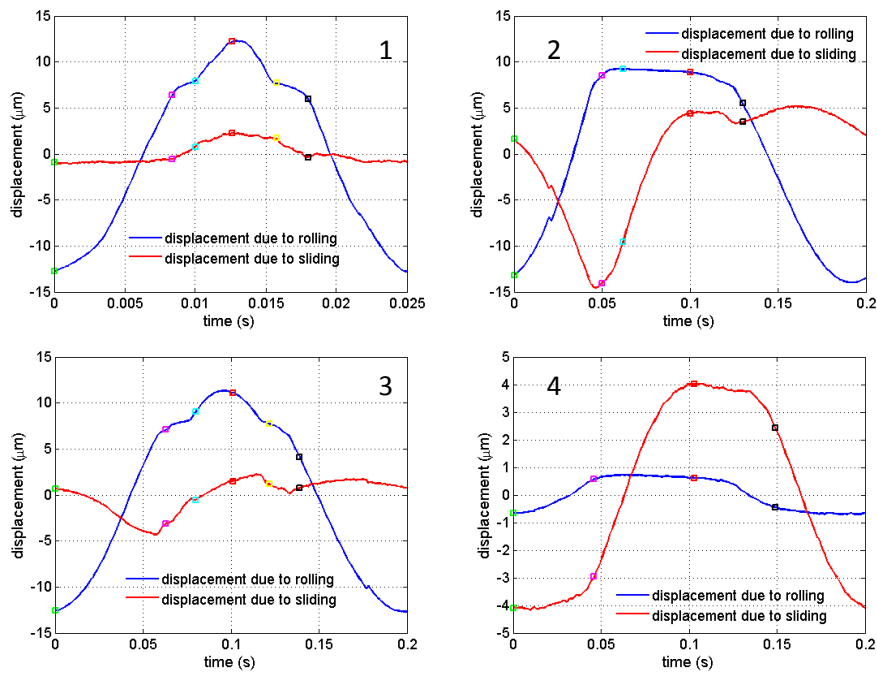 1
15
10
5
0
-5
-10
-15
displacement (μm)
displacement due to rolling
displacement due to sliding
0 0.005 0.01 0.015 0.02 0.025
time (s)
2
15
10
5
0
-5
-10
-15
displacement (μm)
displacement due to rolling
displacement due to sliding
0 0.05 0.1 0.15 0.2
time (s)
3
15
10
5
0
-5
-10
-15
displacement (μm)
displacement due to rolling
displacement due to sliding
0 0.05 0.1 0.15 0.2
time (s)
4
5
4
3
2
1
0
-1
-2
-3
-4
-5
displacement (μm)
displacement due to rolling
displacement due to sliding
0 0.05 0.1 0.15 0.2
time (s)